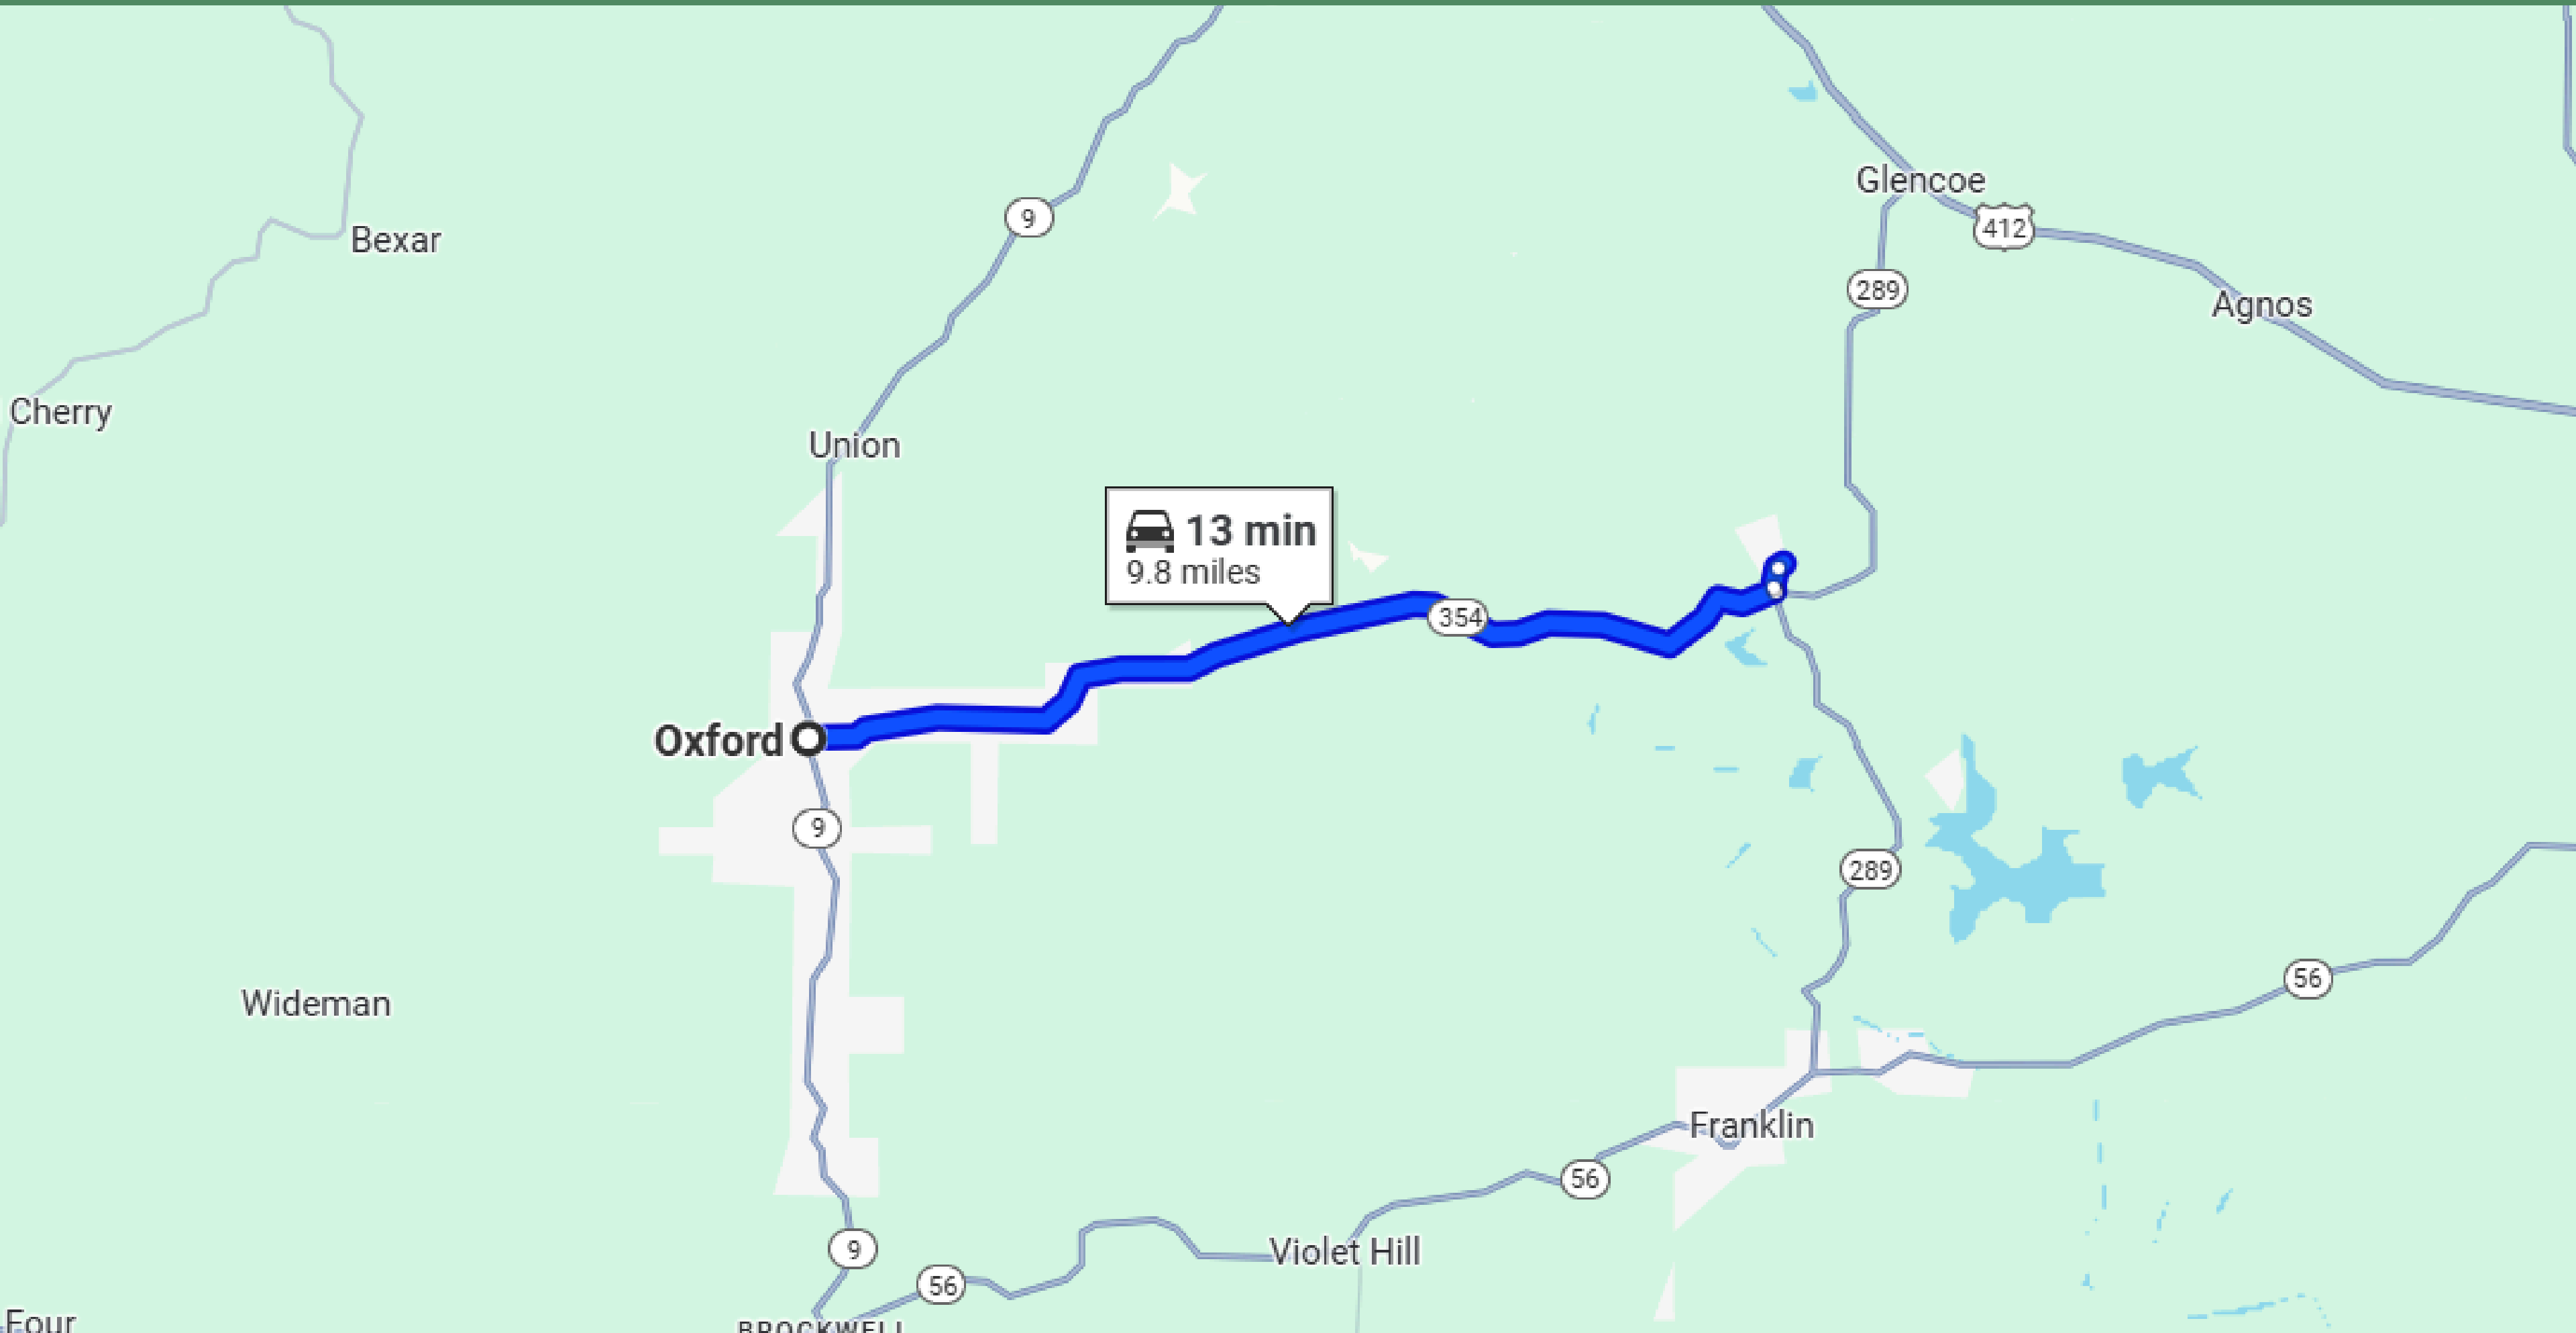 Glencoe
9
412
Bexar
289
Agnos
Cherry
Union
13 min
9.8 miles
354
Oxford
9
289
56
Wideman
Franklin
56
9
Violet Hill
56
Four
BROCKWELL